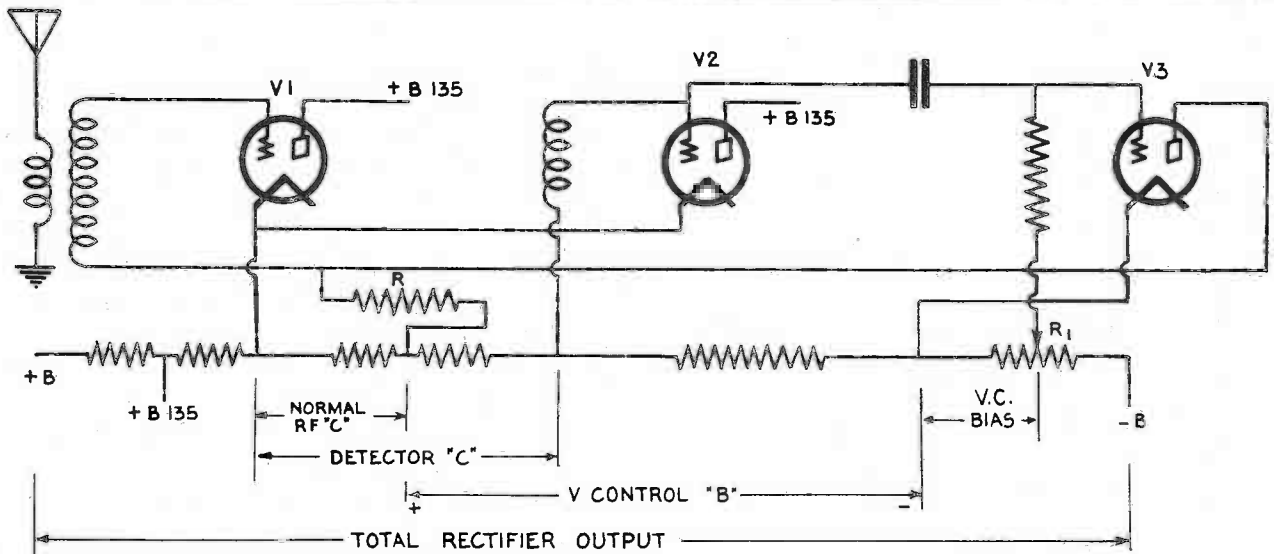 V1
+ B 135
V2
+ B 135
V3
R
R1
+B
+ B 135
NORMAL
RF "C"
V.C.
BIAS
- B
DETECTOR "C"
+ V CONTROL "B" -
TOTAL RECTIFIER OUTPUT